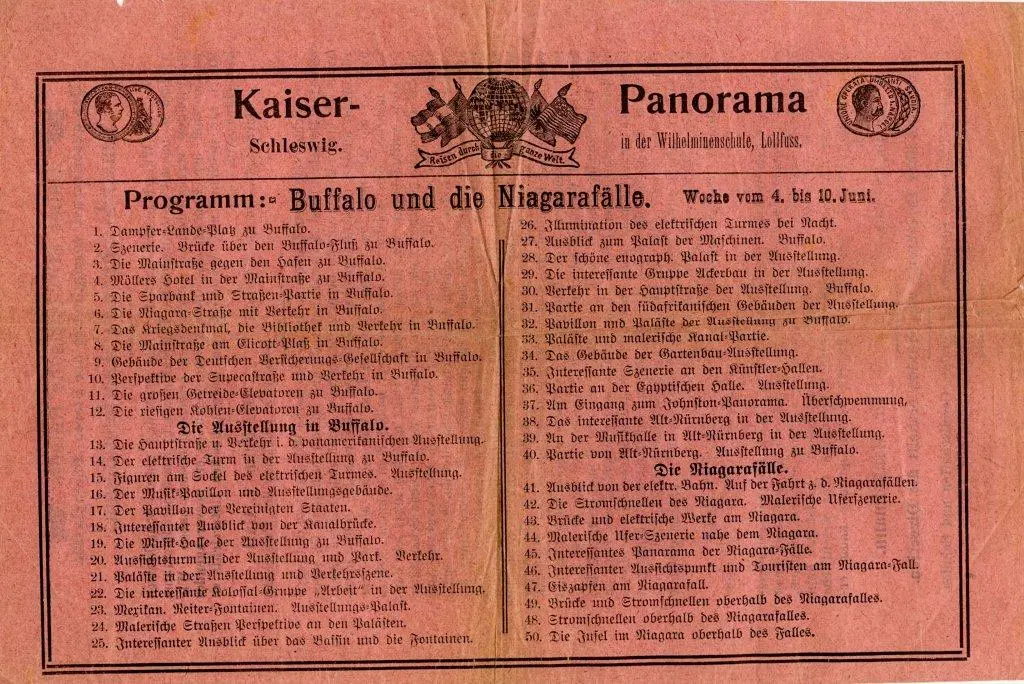 Kaiser-
Panorama
Schleswig.
in der Wilhelminenschule, Lollfuss.
Reisen durch die ganze Welt.
Programm:- Buffalo und die Niagarafälle. Woche vom 4. bis 10. Juni.
1. Dampfer-Lande-Platz zu Buffalo.
2. Szenerie. Brücke über den Buffalo-Fluß zu Buffalo.
3. Die Mainstraße gegen den Hafen zu Buffalo.
4. Möllers Hotel in der Mainstraße zu Buffalo.
5. Die Sparbank und Straßen-Partie in Buffalo.
6. Die Niagara-Straße mit Verkehr in Buffalo.
7. Das Kriegsdenkmal, die Bibliothek und Verkehr in Buffalo.
8. Die Mainstraße am Elicott-Platz in Buffalo.
9. Gebäude der Deutschen Versicherungs-Gesellschaft in Buffalo.
10. Perspektive der Supecastraße und Verkehr in Buffalo.
11. Die großen Getreide-Elevatoren zu Buffalo.
12. Die riesigen Kohlen-Elevatoren zu Buffalo.
Die Ausstellung in Buffalo.
13. Die Hauptstraße u. Verkehr i. d. panamerikanischen Ausstellung.
14. Der elektrische Turm in der Ausstellung zu Buffalo.
15. Figuren am Sockel des elektrischen Turmes. Ausstellung.
16. Der Musik-Pavillon und Ausstellungsgebäude.
17. Der Pavillon der Vereinigten Staaten.
18. Interessanter Ausblick von der Kanalbrücke.
19. Die Musik-Halle der Ausstellung zu Buffalo.
20. Aussichtsturm in der Ausstellung und Park. Verkehr.
21. Paläste in der Ausstellung und Verkehrsszene.
22. Die interessante Kolossal-Gruppe „Arbeit" in der Ausstellung.
23. Mexikan. Reiter-Fontainen. Ausstellungs-Palast.
24. Malerische Straßen Perspektive an den Palästen.
25. Interessanter Ausblick über das Bassin und die Fontainen.
26. Illumination des elektrischen Turmes bei Nacht.
27. Ausblick zum Palast der Maschinen. Buffalo.
28. Der schöne enograph. Palast in der Ausstellung.
29. Die interessante Gruppe Ackerbau in der Ausstellung.
30. Verkehr in der Hauptstraße der Ausstellung. Buffalo.
31. Partie an den südafrikanischen Gebäuden der Ausstellung.
32. Pavillon und Paläste der Ausstellung zu Buffalo.
33. Paläste und malerische Kanal-Partie.
34. Das Gebäude der Gartenbau-Ausstellung.
35. Interessante Szenerie an den Künstler-Hallen.
36. Partie an der Egyptischen Halle. Ausstellung.
37. Am Eingang zum Johnston-Panorama. Überschwemmung,
38. Das interessante Alt-Nürnberg in der Ausstellung.
39. An der Musikhalle in Alt-Nürnberg in der Ausstellung.
40. Partie von Alt-Nürnberg. Ausstellung zu Buffalo.
Die Niagarafälle.
41. Ausblick von der elektr. Bahn. Auf der Fahrt z. d. Niagarafällen.
42. Die Stromschnellen des Niagara. Malerische Uferszenerie.
43. Brücke und elektrische Werke am Niagara.
44. Malerische Ufer-Szenerie nahe dem Niagara.
45. Interessantes Panarama der Niagara-Fälle.
46. Interessanter Aussichtspunkt und Touristen am Niagara-Fall.
47. Eiszapfen am Niagarafall.
49. Brücke und Stromschnellen oberhalb des Niagarafalles.
48. Stromschnellen oberhalb des Niagarafalles.
50. Die Insel im Niagara oberhalb des Falles.